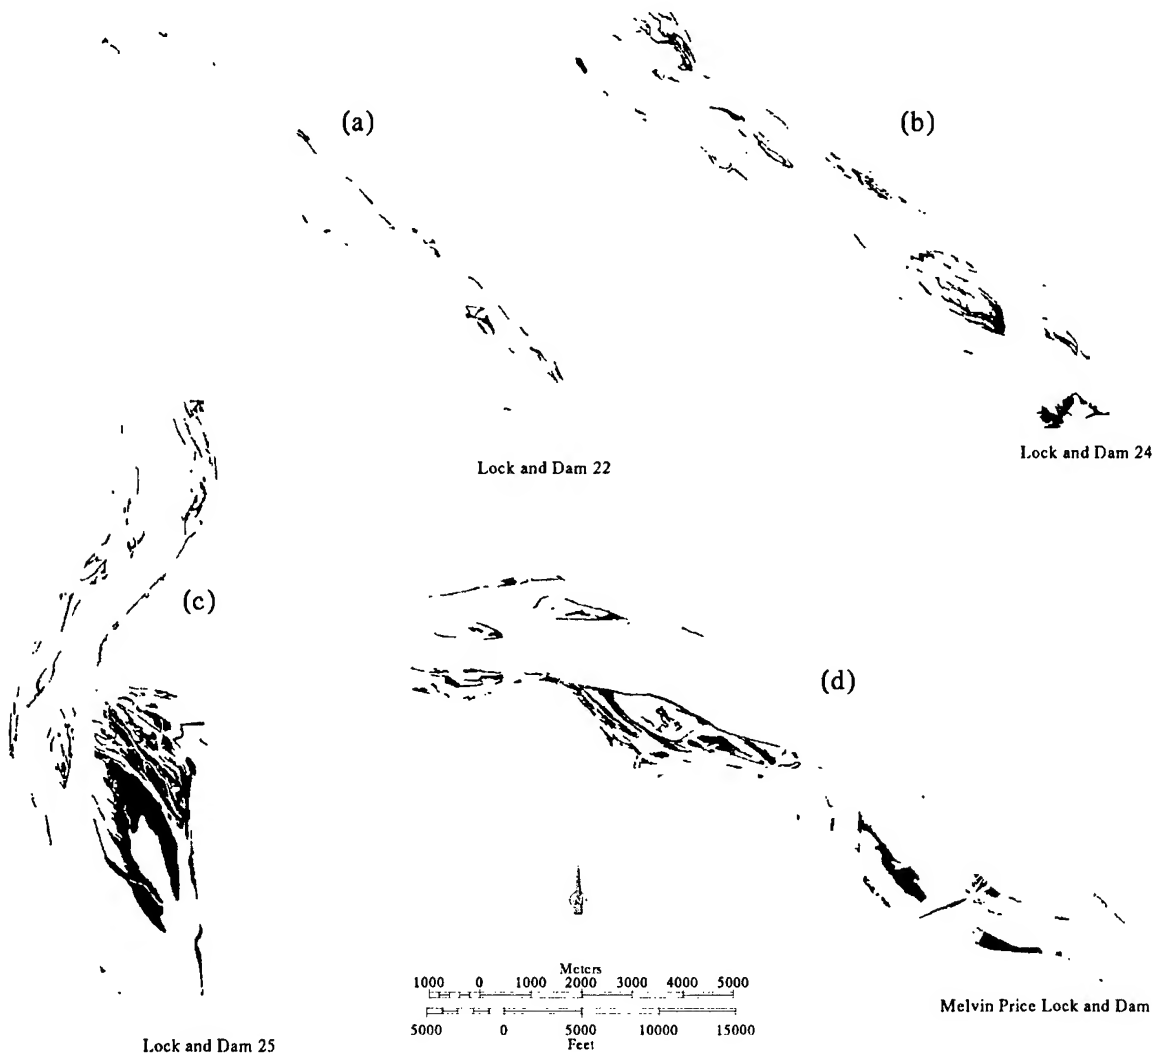 (a)
(b)
Lock and Dam 22
Lock and Dam 24
(c)
(d)
Meters
1000 0 1000 2000 3000 4000 5000
5000 0 5000 10000 15000
Feet
Melvin Price Lock and Dam
Lock and Dam 25